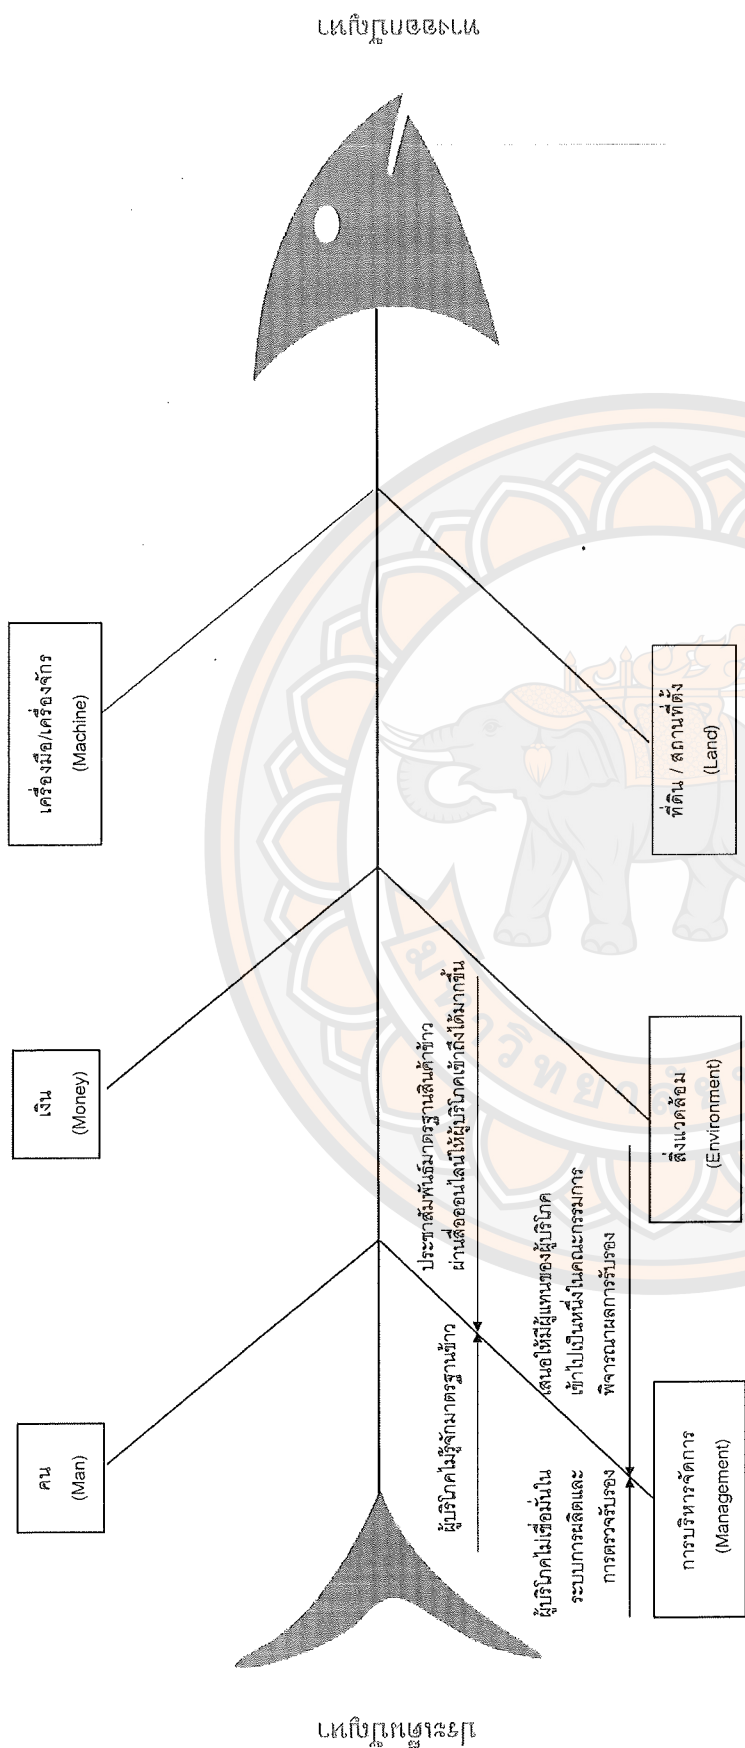 ประเด็นปัญหา
ทางออกปัญหา
คน
(Man)
เงิน
(Money)
เครื่องมือ/เครื่องจักร
(Machine)
ผู้บริโภคไม่รู้จักมาตรฐานข้าว
ประชาสัมพันธ์มาตรฐานสินค้าข้าว
ผ่านสื่อออนไลน์ให้ผู้บริโภคเข้าถึงได้มากขึ้น
ผู้บริโภคไม่เชื่อมั่นใน
ระบบการผลิตและ
การตรวจรับรอง
เสนอให้มีผู้แทนของผู้บริโภค
เข้าไปเป็นหนึ่งในคณะกรรมการ
พิจารณาผลการรับรอง
การบริหารจัดการ
(Management)
สิ่งแวดล้อม
(Environment)
ที่ดิน / สถานที่ตั้ง
(Land)